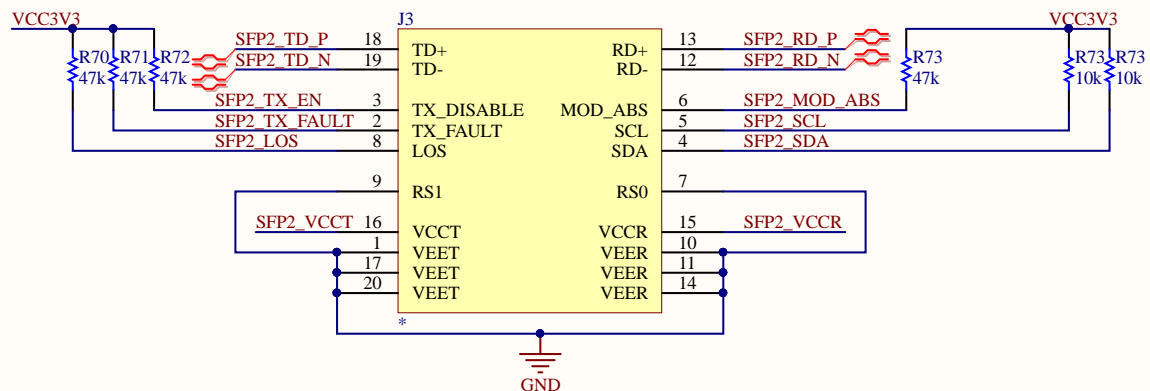 VCC3V3
J3
VCC3V3
R70
47k
R71
47k
R72
47k
SFP2_TD_P 18 TD+ RD+ 13 SFP2_RD_P
SFP2_TD_N 19 TD- RD- 12 SFP2_RD_N
R73
47k
R73
10k
R73
10k
SFP2_TX_EN 3 TX_DISABLE MOD_ABS 6 SFP2_MOD_ABS
SFP2_TX_FAULT 2 TX_FAULT SCL 5 SFP2_SCL
SFP2_LOS 8 LOS SDA 4 SFP2_SDA
9 RS1 RS0 7
SFP2_VCCT 16 VCCT VCCR 15 SFP2_VCCR
1 VEET VEER 10
17 VEET VEER 11
20 VEET VEER 14
*
GND